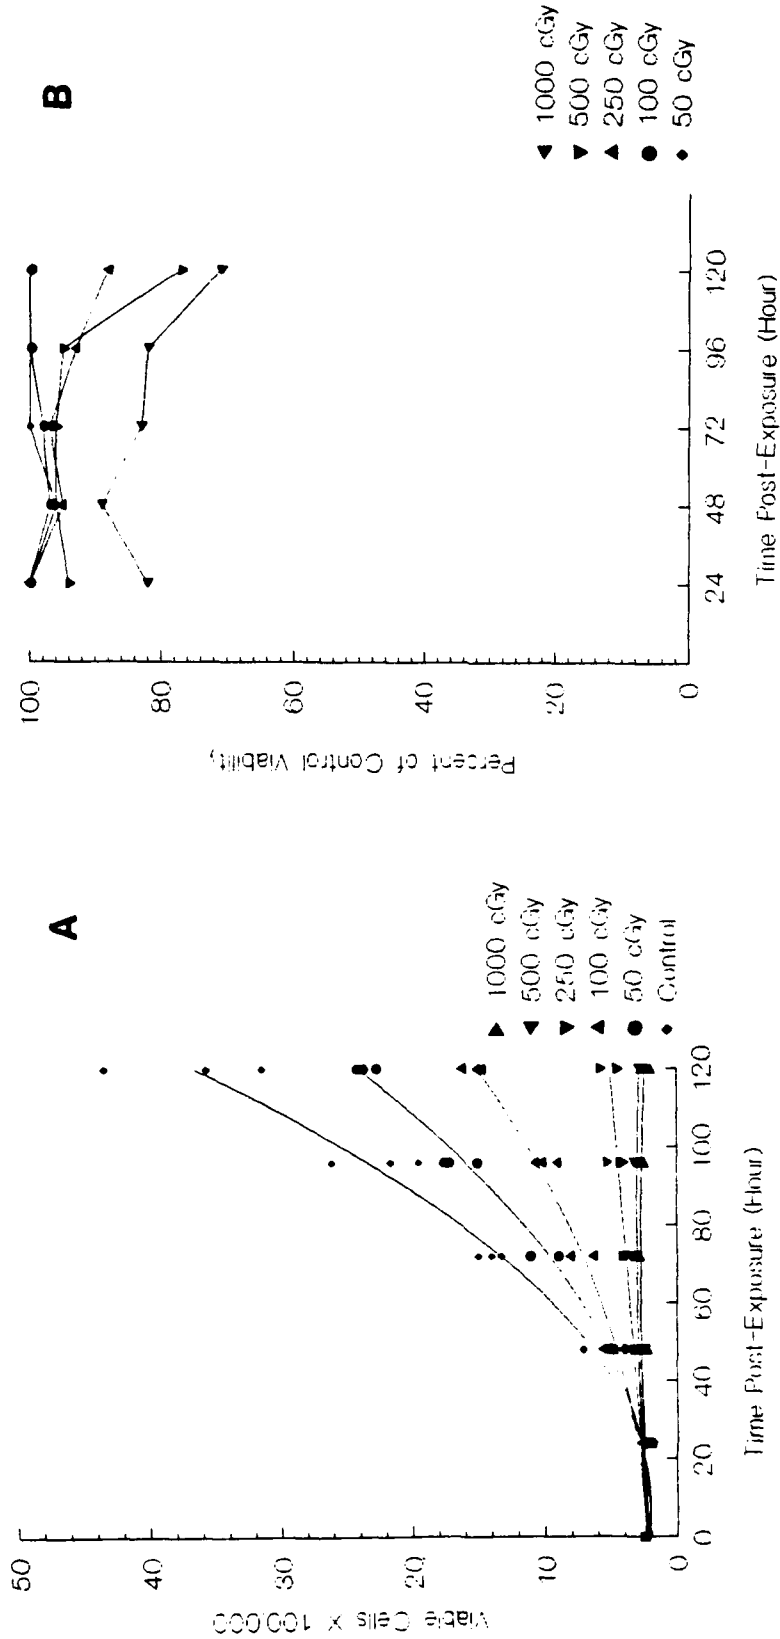 A
50
40
30
20
10
0
Viable Cells X 100,000
0
20
40
60
80
100
120
Time Post-Exposure (Hour)
1000 cGy
500 cGy
250 cGy
100 cGy
50 cGy
Control
B
100
80
60
40
20
0
Percent of Control Viability
24
48
72
96
120
Time Post-Exposure (Hour)
1000 cGy
500 cGy
250 cGy
100 cGy
50 cGy